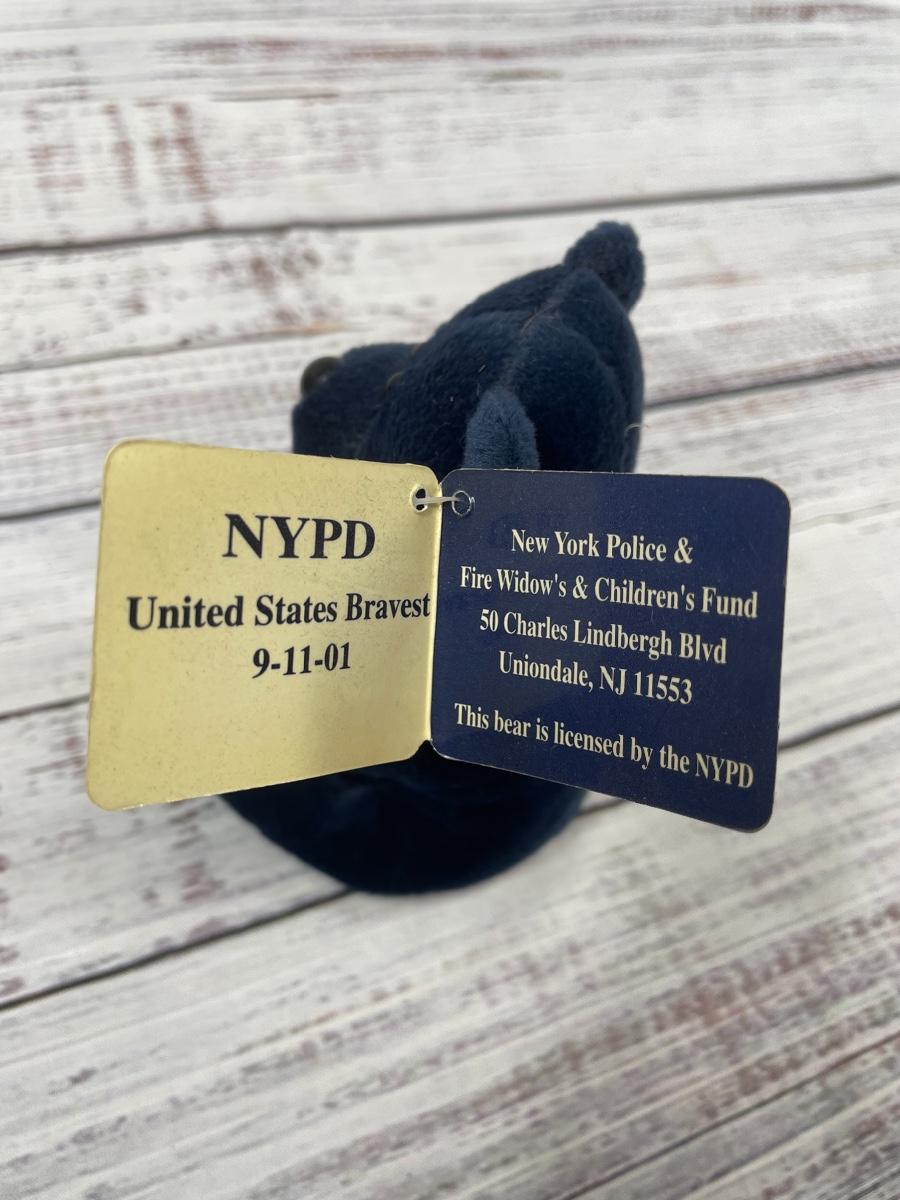 NYPD
United States Bravest
9-11-01
New York Police &
Fire Widow's & Children's Fund
50 Charles Lindbergh Blvd
Uniondale, NJ 11553
This bear is licensed by the NYPD